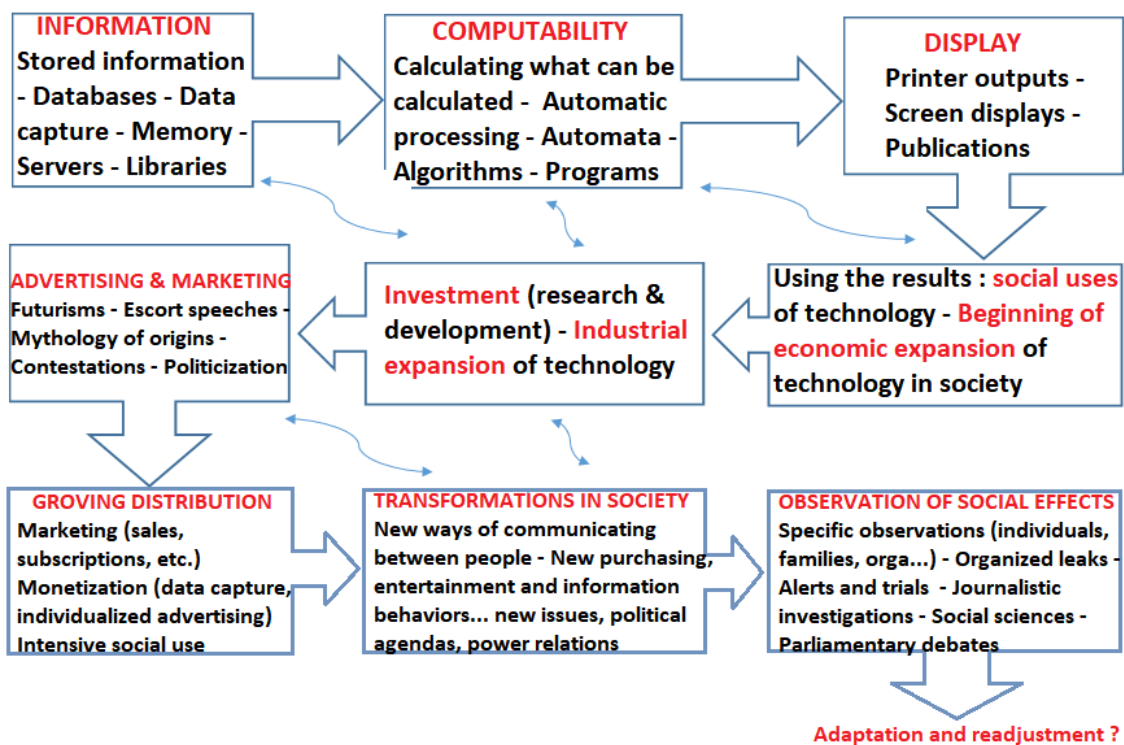 INFORMATION
Stored information
- Databases - Data
capture - Memory -
Servers - Libraries
COMPUTABILITY
Calculating what can be
calculated - Automatic
processing - Automata -
Algorithms - Programs
DISPLAY
Printer outputs -
Screen displays -
Publications
Using the results : social uses
of technology - Beginning of
economic expansion of
technology in society
Investment (research &
development) - Industrial
expansion of technology
ADVERTISING & MARKETING
Futurisms - Escort speeches -
Mythology of origins -
Contestations - Politicization
GROVING DISTRIBUTION
Marketing (sales,
subscriptions, etc.)
Monetization (data capture,
individualized advertising)
Intensive social use
TRANSFORMATIONS IN SOCIETY
New ways of communicating
between people - New purchasing,
entertainment and information
behaviors... new issues, political
agendas, power relations
OBSERVATION OF SOCIAL EFFECTS
Specific observations (individuals,
families, orga...) - Organized leaks -
Alerts and trials - Journalistic
investigations - Social sciences -
Parliamentary debates
Adaptation and readjustment ?